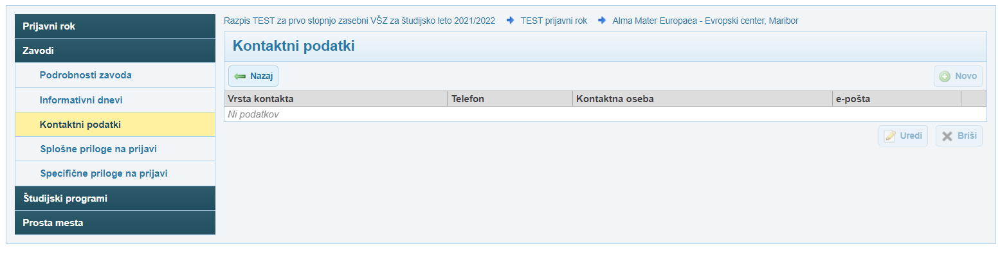 Prijavni rok
Zavodi
Podrobnosti zavoda
Informativni dnevi
Kontaktni podatki
Splošne priloge na prijavi
Specifične priloge na prijavi
Študijski programi
Prosta mesta
Razpis TEST za prvo stopnjo zasebni VŠZ za študijsko leto 2021/2022 TEST prijavni rok Alma Mater Europaea - Evropski center, Maribor
Kontaktni podatki
Nazaj Novo
Vrsta kontakta Telefon Kontaktna oseba e-pošta
Ni podatkov
Uredi Briši